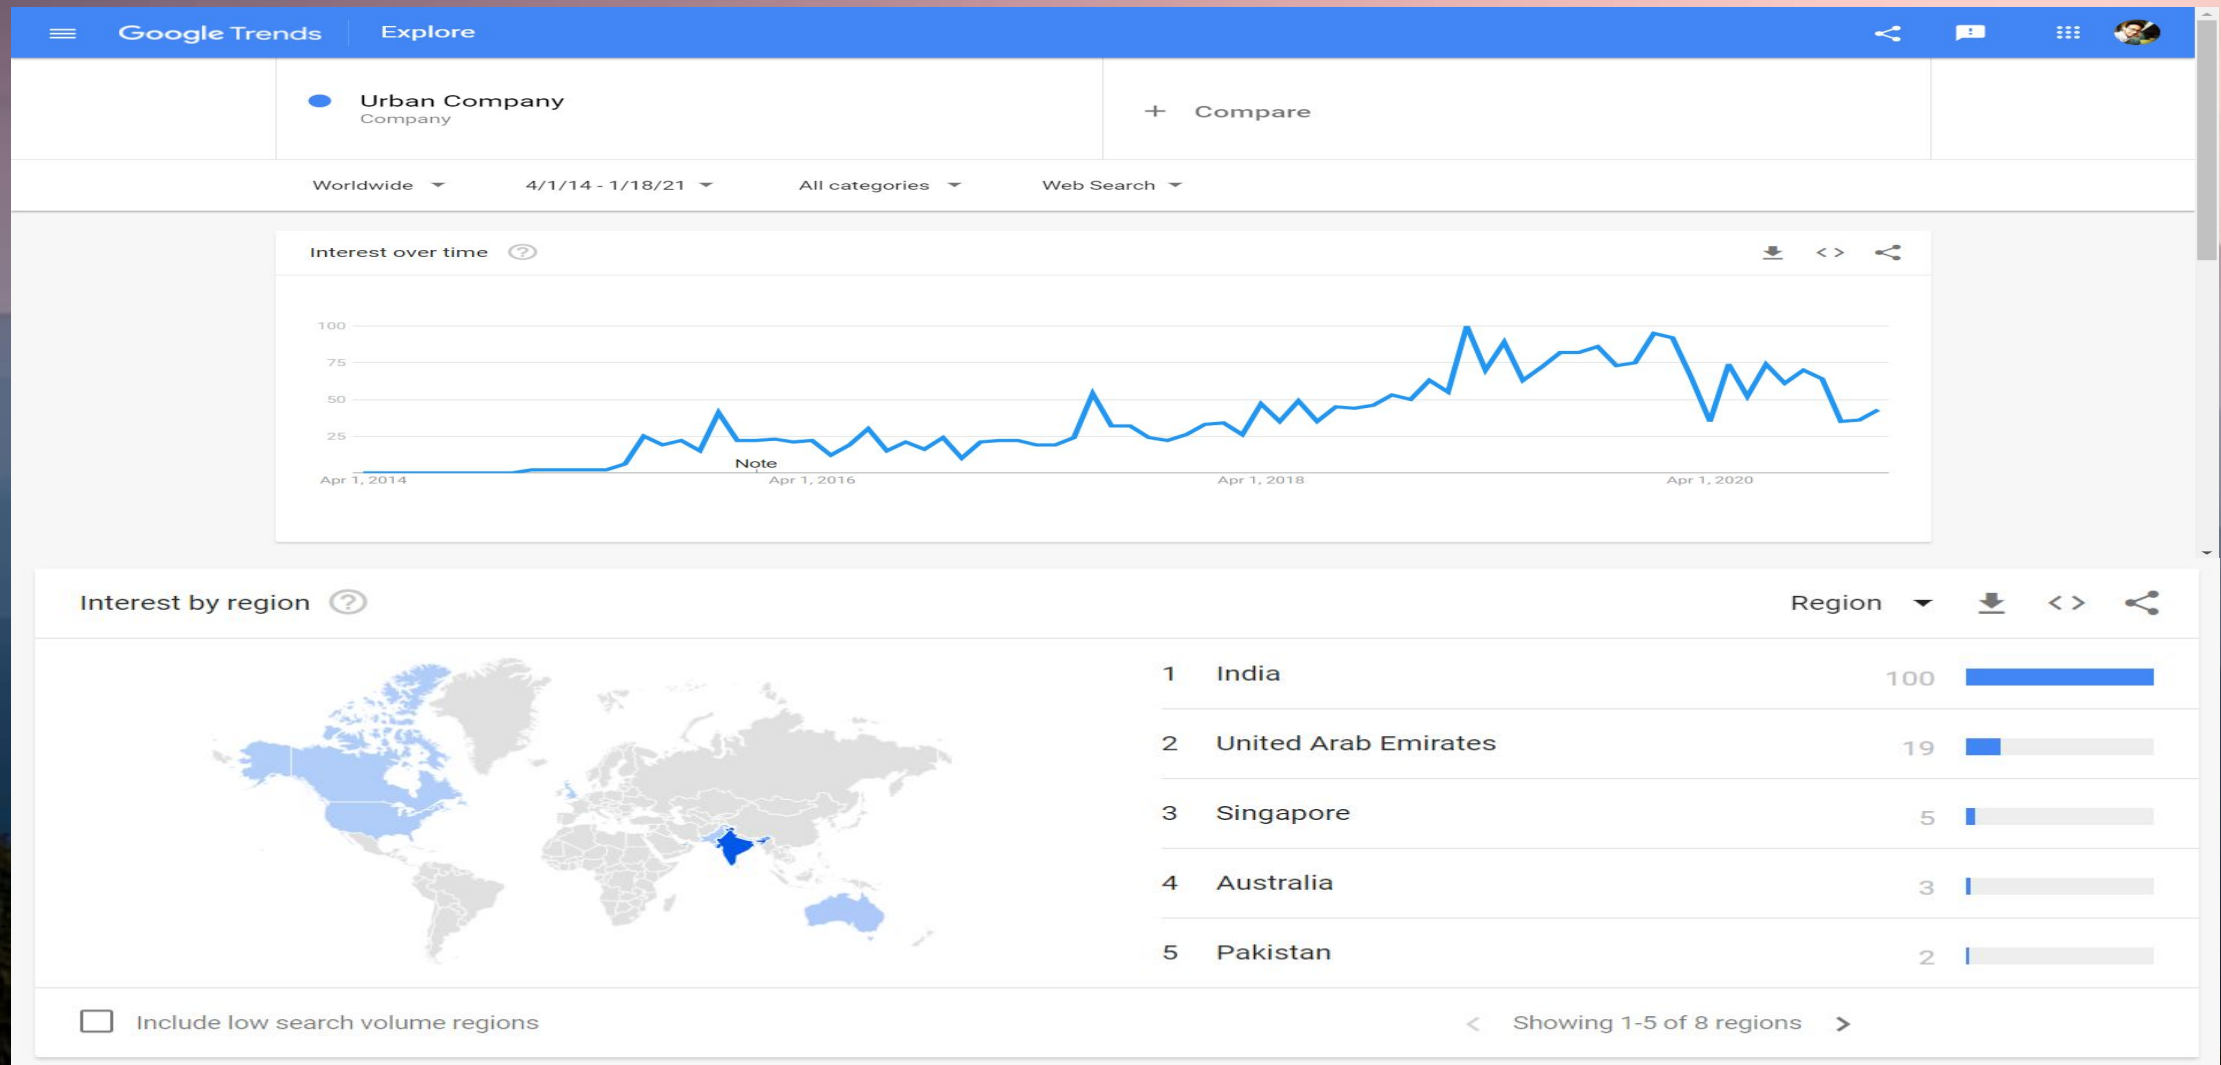 Google Trends Explore
Urban Company
Company
+ Compare
Worldwide 4/1/14 - 1/18/21 All categories Web Search
Interest over time
100
75
50
25
Note
Apr 1, 2014 Apr 1, 2016 Apr 1, 2018 Apr 1, 2020
Interest by region Region
1 India 100
2 United Arab Emirates 19
3 Singapore 5
4 Australia 3
5 Pakistan 2
Include low search volume regions Showing 1-5 of 8 regions